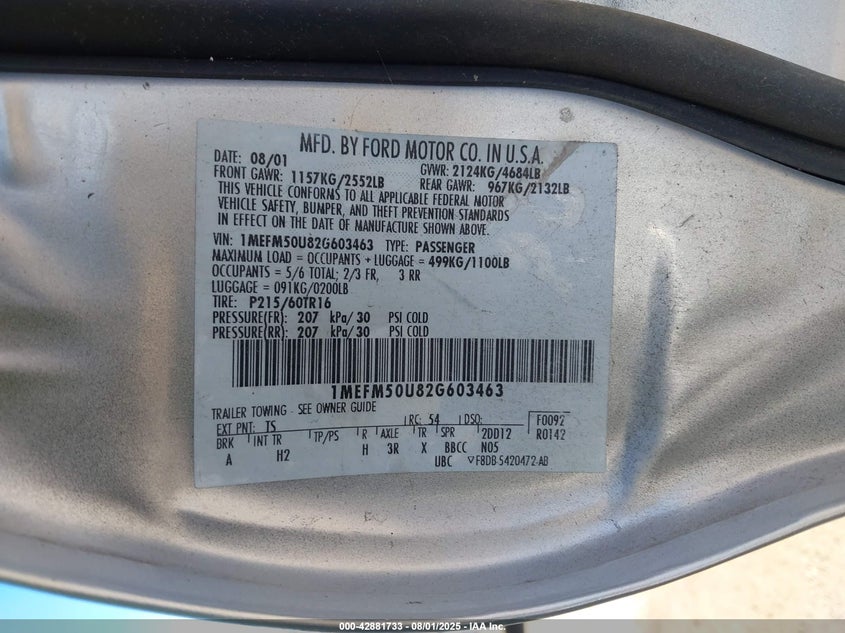 MFD. BY FORD MOTOR CO. IN U.S.A.
DATE: 08/01 GVWR: 2124KG/4684LB
FRONT GAWR: 1157KG/2552LB REAR GAWR: 967KG/2132LB
THIS VEHICLE CONFORMS TO ALL APPLICABLE FEDERAL MOTOR
VEHICLE SAFETY, BUMPER, AND THEFT PREVENTION STANDARDS
IN EFFECT ON THE DATE OF MANUFACTURE SHOWN ABOVE.
VIN: 1MEFM50U82G603463 TYPE: PASSENGER
MAXIMUM LOAD = OCCUPANTS + LUGGAGE = 499KG/1100LB
OCCUPANTS = 5/6 TOTAL; 2/3 FR, 3 RR
LUGGAGE = 091KG/0200LB
TIRE: P215/60TR16
PRESSURE(FR): 207 kPa/30 PSI COLD
PRESSURE(RR): 207 kPa/30 PSI COLD
1MEFM50U82G603463
TRAILER TOWING - SEE OWNER GUIDE
EXT PNT: TS RC: 54 DSO: F0092
BRK INT TR TP/PS R AXLE TR SPR 2DD12 R0142
A H2 H 3R X BBCC N05
UBC F8DB-5420472-AB
000-42881733 - 08/01/2025 - IAA Inc.